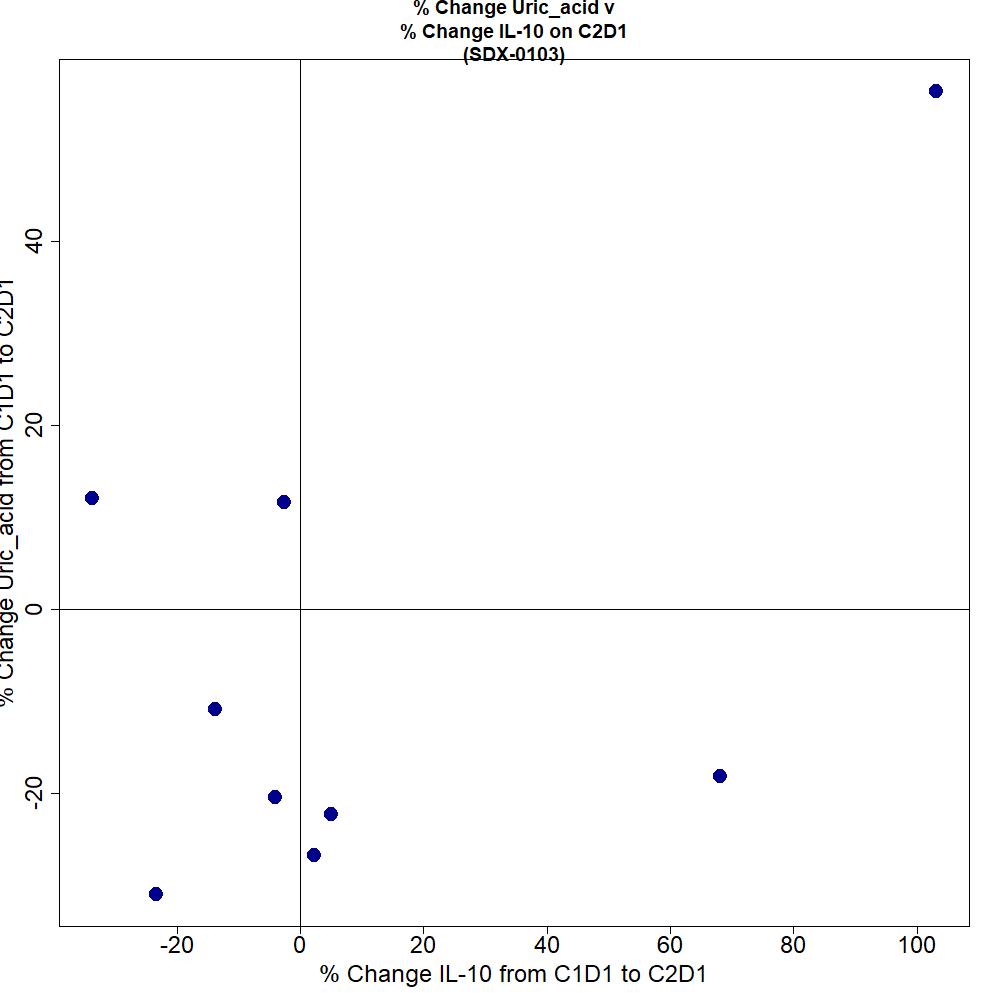 % Change Uric_acid v
% Change IL-10 on C2D1
(SDX-0103)
% Change Uric_acid from C1D1 to C2D1
40
20
0
-20
-20
0
20
40
60
80
100
% Change IL-10 from C1D1 to C2D1